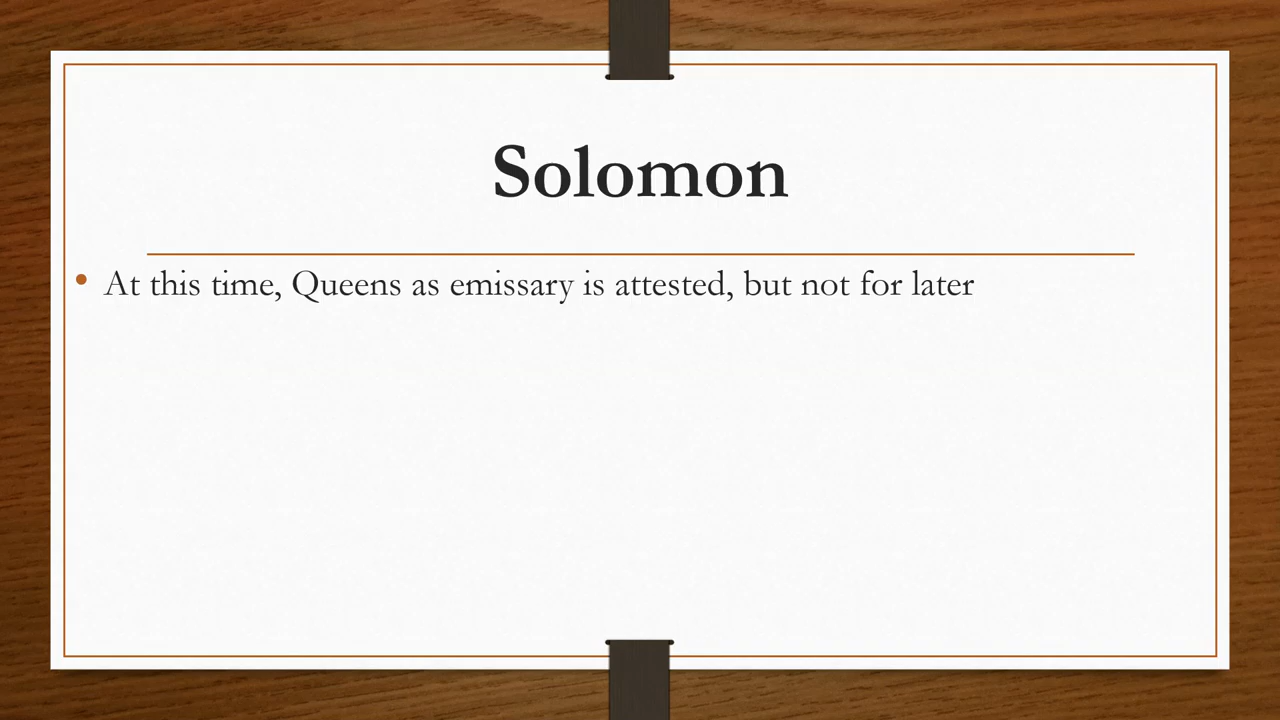 Solomon
• At this time, Queens as emissary is attested, but not for later